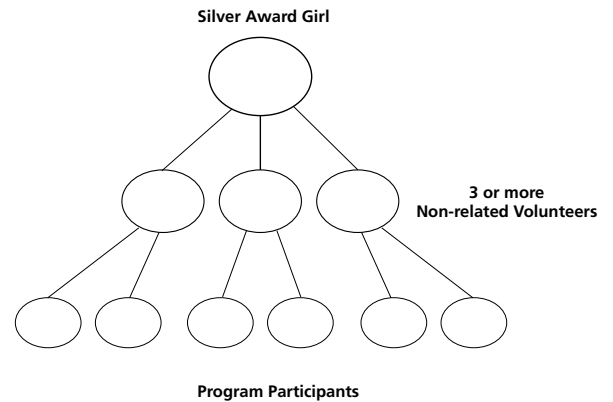 Silver Award Girl
3 or more
Non-related Volunteers
Program Participants